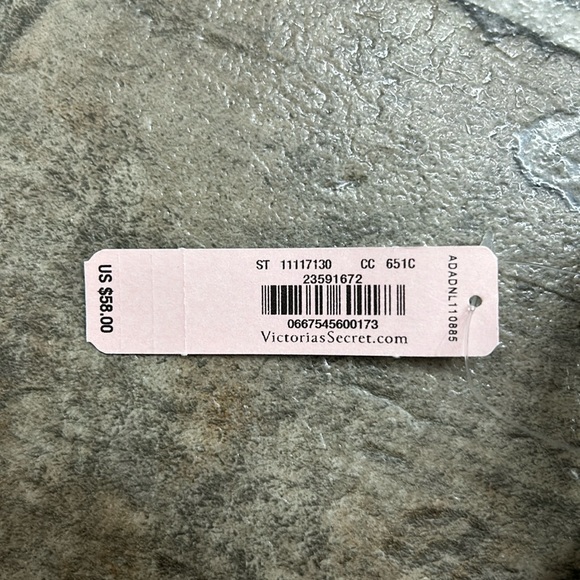 US $58.00
ST 11117130 CC 651C
23591672
0667545600173
VictoriasSecret.com
ADADNL110885